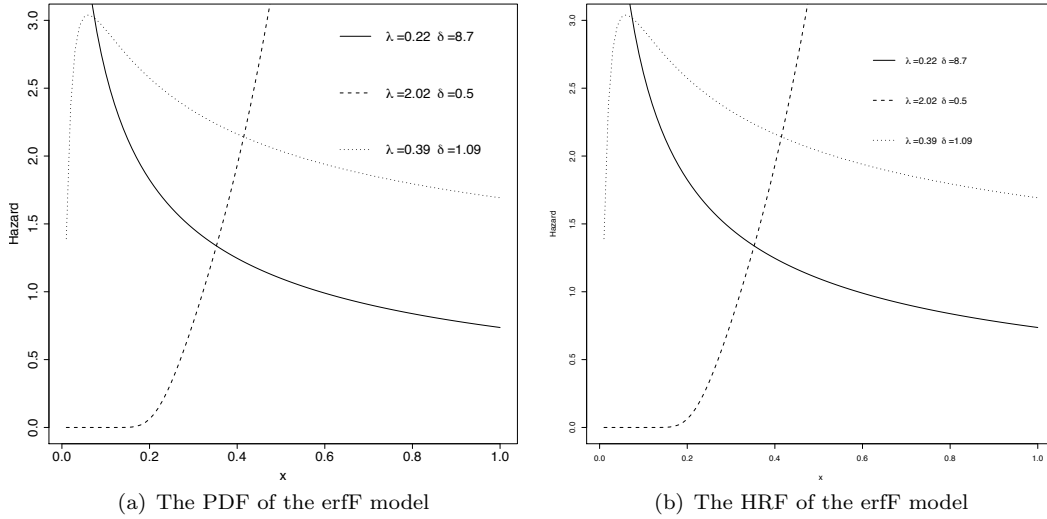 3.0
2.5
2.0
1.5
1.0
0.5
0.0
Hazard
λ =0.22 δ =8.7
λ =2.02 δ =0.5
λ =0.39 δ =1.09
0.0 0.2 0.4 0.6 0.8 1.0
x
(a) The PDF of the erfF model
3.0
2.5
2.0
1.5
1.0
0.5
0.0
Hazard
λ =0.22 δ =8.7
λ =2.02 δ =0.5
λ =0.39 δ =1.09
0.0 0.2 0.4 0.6 0.8 1.0
x
(b) The HRF of the erfF model